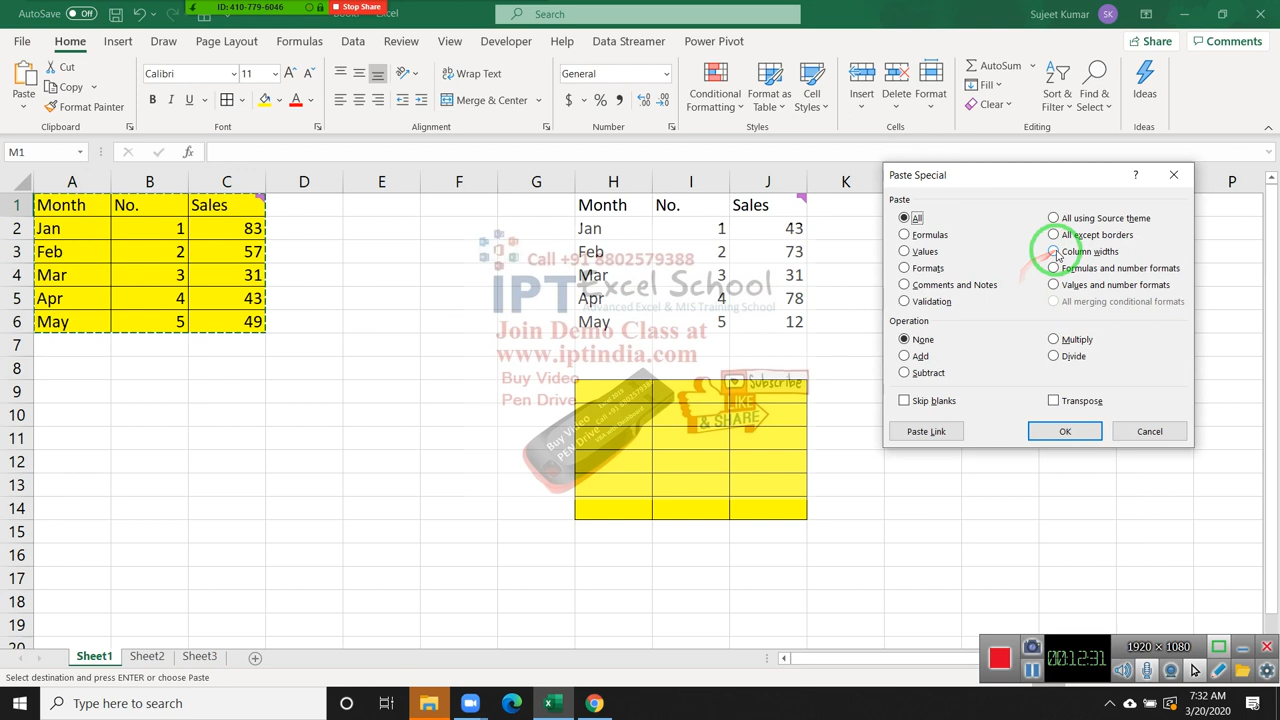 AutoSave Off
Excel
ID: 410-779-6046
Stop Share
Search
Sujeet Kumar
SK
File Home Insert Draw Page Layout Formulas Data Review View Developer Help Data Streamer Power Pivot
Share Comments
Paste
Cut
Copy
Format Painter
Calibri 11
B I U
Wrap Text
Merge & Center
General
$ % ,
Conditional Formatting
Format as Table
Cell Styles
Insert Delete Format
AutoSum
Fill
Clear
Sort & Filter
Find & Select
Ideas
Clipboard Font Alignment Number Styles Cells Editing Ideas
M1
fx
A B C D E F G H I J K P
1 Month No. Sales Month No. Sales
2 Jan 1 83 Jan 1 43
3 Feb 2 57 Feb 2 73
4 Mar 3 31 Mar 3 31
5 Apr 4 43 Apr 4 78
6 May 5 49 May 5 12
7
8
9
10
11
12
13
14
15
16
17
18
19
20
Call +91 8802579388
IPT Excel School
Advanced Excel & MIS Training School
Join Demo Class at
www.iptindia.com
Buy Video
Pen Drive
Subscribe
LIKE
& SHARE
Buy Video
PEN Drive
Paste Special
?
Paste
All
Formulas
Values
Formats
Comments and Notes
Validation
All using Source theme
All except borders
Column widths
Formulas and number formats
Values and number formats
All merging conditional formats
Operation
None
Add
Subtract
Multiply
Divide
Skip blanks
Transpose
Paste Link
OK
Cancel
Sheet1 Sheet2 Sheet3
Select destination and press ENTER or choose Paste
1920 × 1080
00:12:31
Type here to search
7:32 AM
3/20/2020